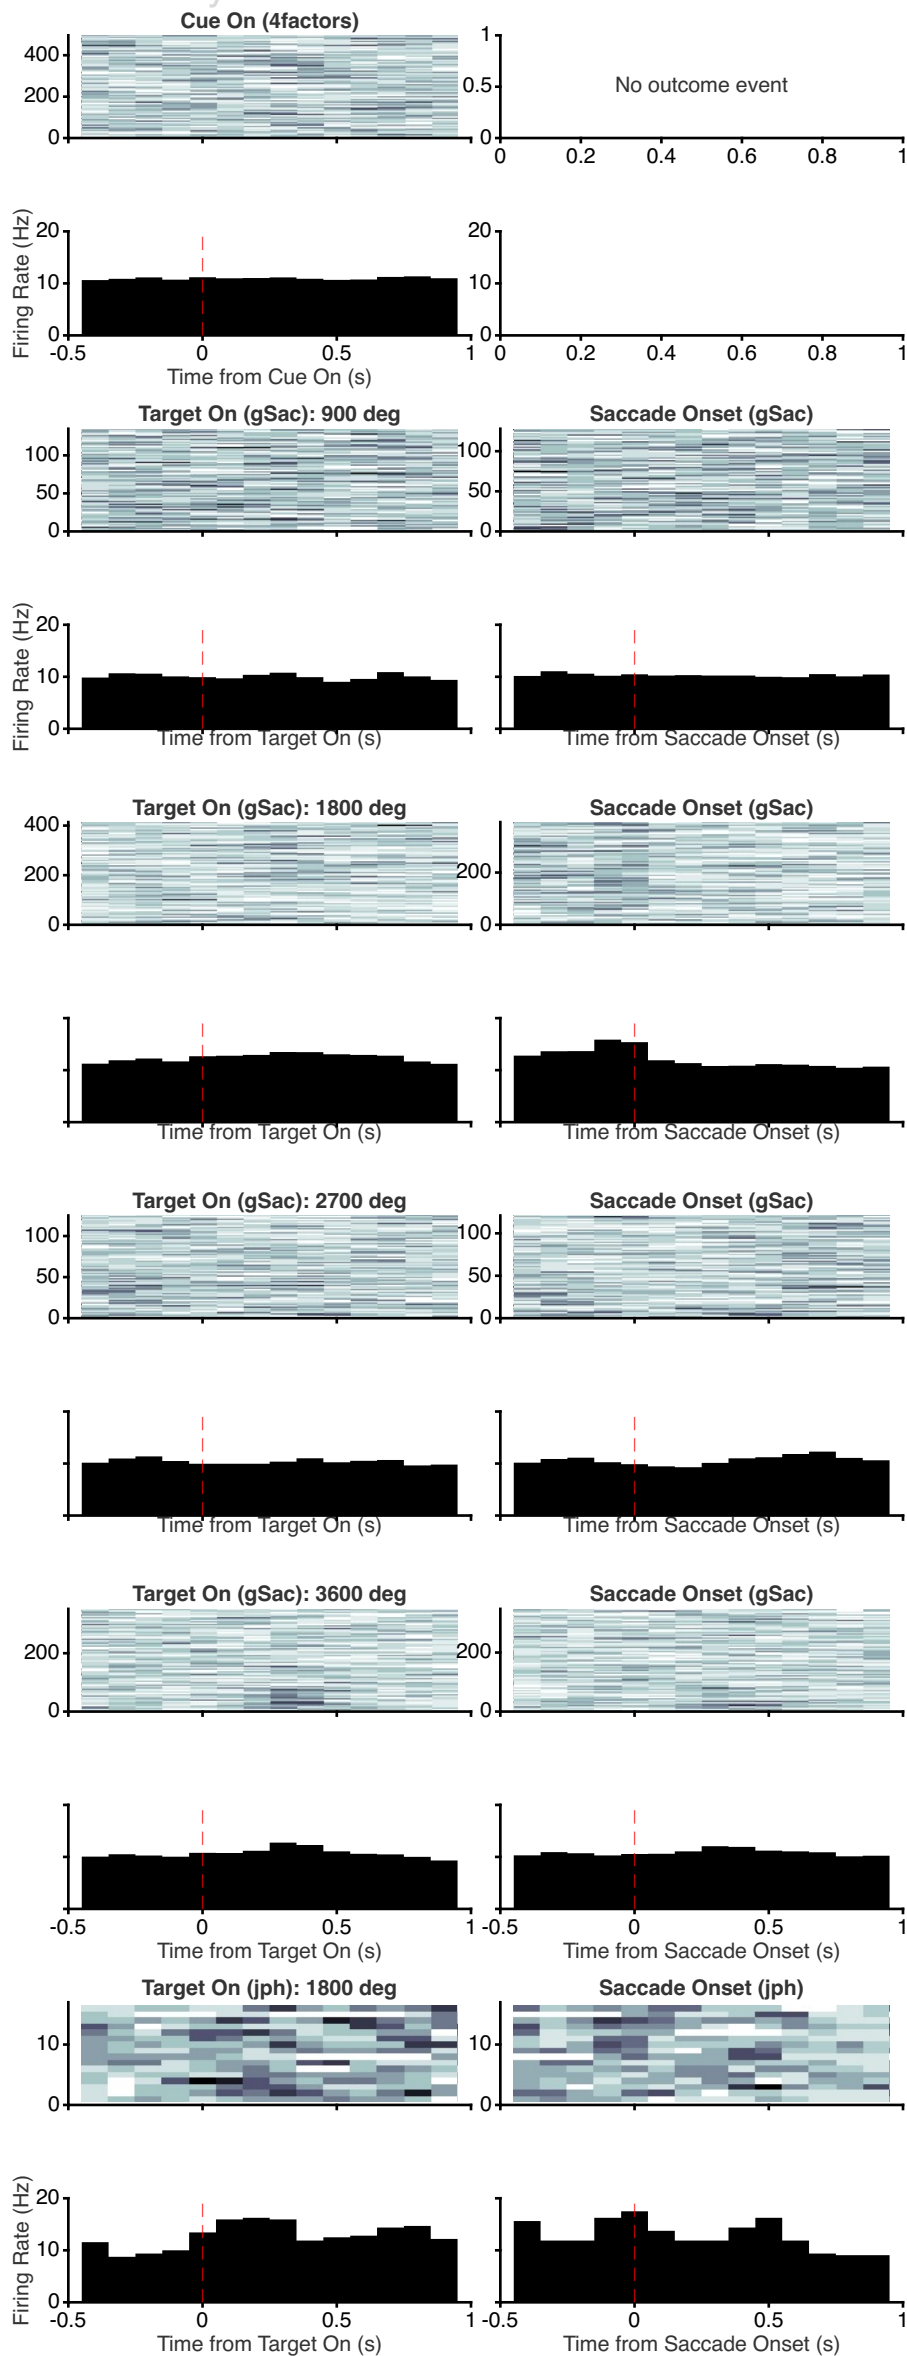 Cue On (4factors)
400
200
0
1
0.5
0
No outcome event
0 0.2 0.4 0.6 0.8 1
Firing Rate (Hz)
20
10
0
-0.5 0 0.5 1
Time from Cue On (s)
20
10
0
0 0.2 0.4 0.6 0.8 1
Target On (gSac): 900 deg
100
50
0
Saccade Onset (gSac)
100
50
0
Firing Rate (Hz)
20
10
0
Time from Target On (s)
Time from Saccade Onset (s)
Target On (gSac): 1800 deg
400
200
0
Saccade Onset (gSac)
200
0
Time from Target On (s)
Time from Saccade Onset (s)
Target On (gSac): 2700 deg
100
50
0
Saccade Onset (gSac)
100
50
0
Time from Target On (s)
Time from Saccade Onset (s)
Target On (gSac): 3600 deg
200
0
Saccade Onset (gSac)
200
0
-0.5 0 0.5 1
Time from Target On (s)
-0.5 0 0.5 1
Time from Saccade Onset (s)
Target On (jph): 1800 deg
10
0
Saccade Onset (jph)
10
0
Firing Rate (Hz)
20
10
0
-0.5 0 0.5 1
Time from Target On (s)
-0.5 0 0.5 1
Time from Saccade Onset (s)